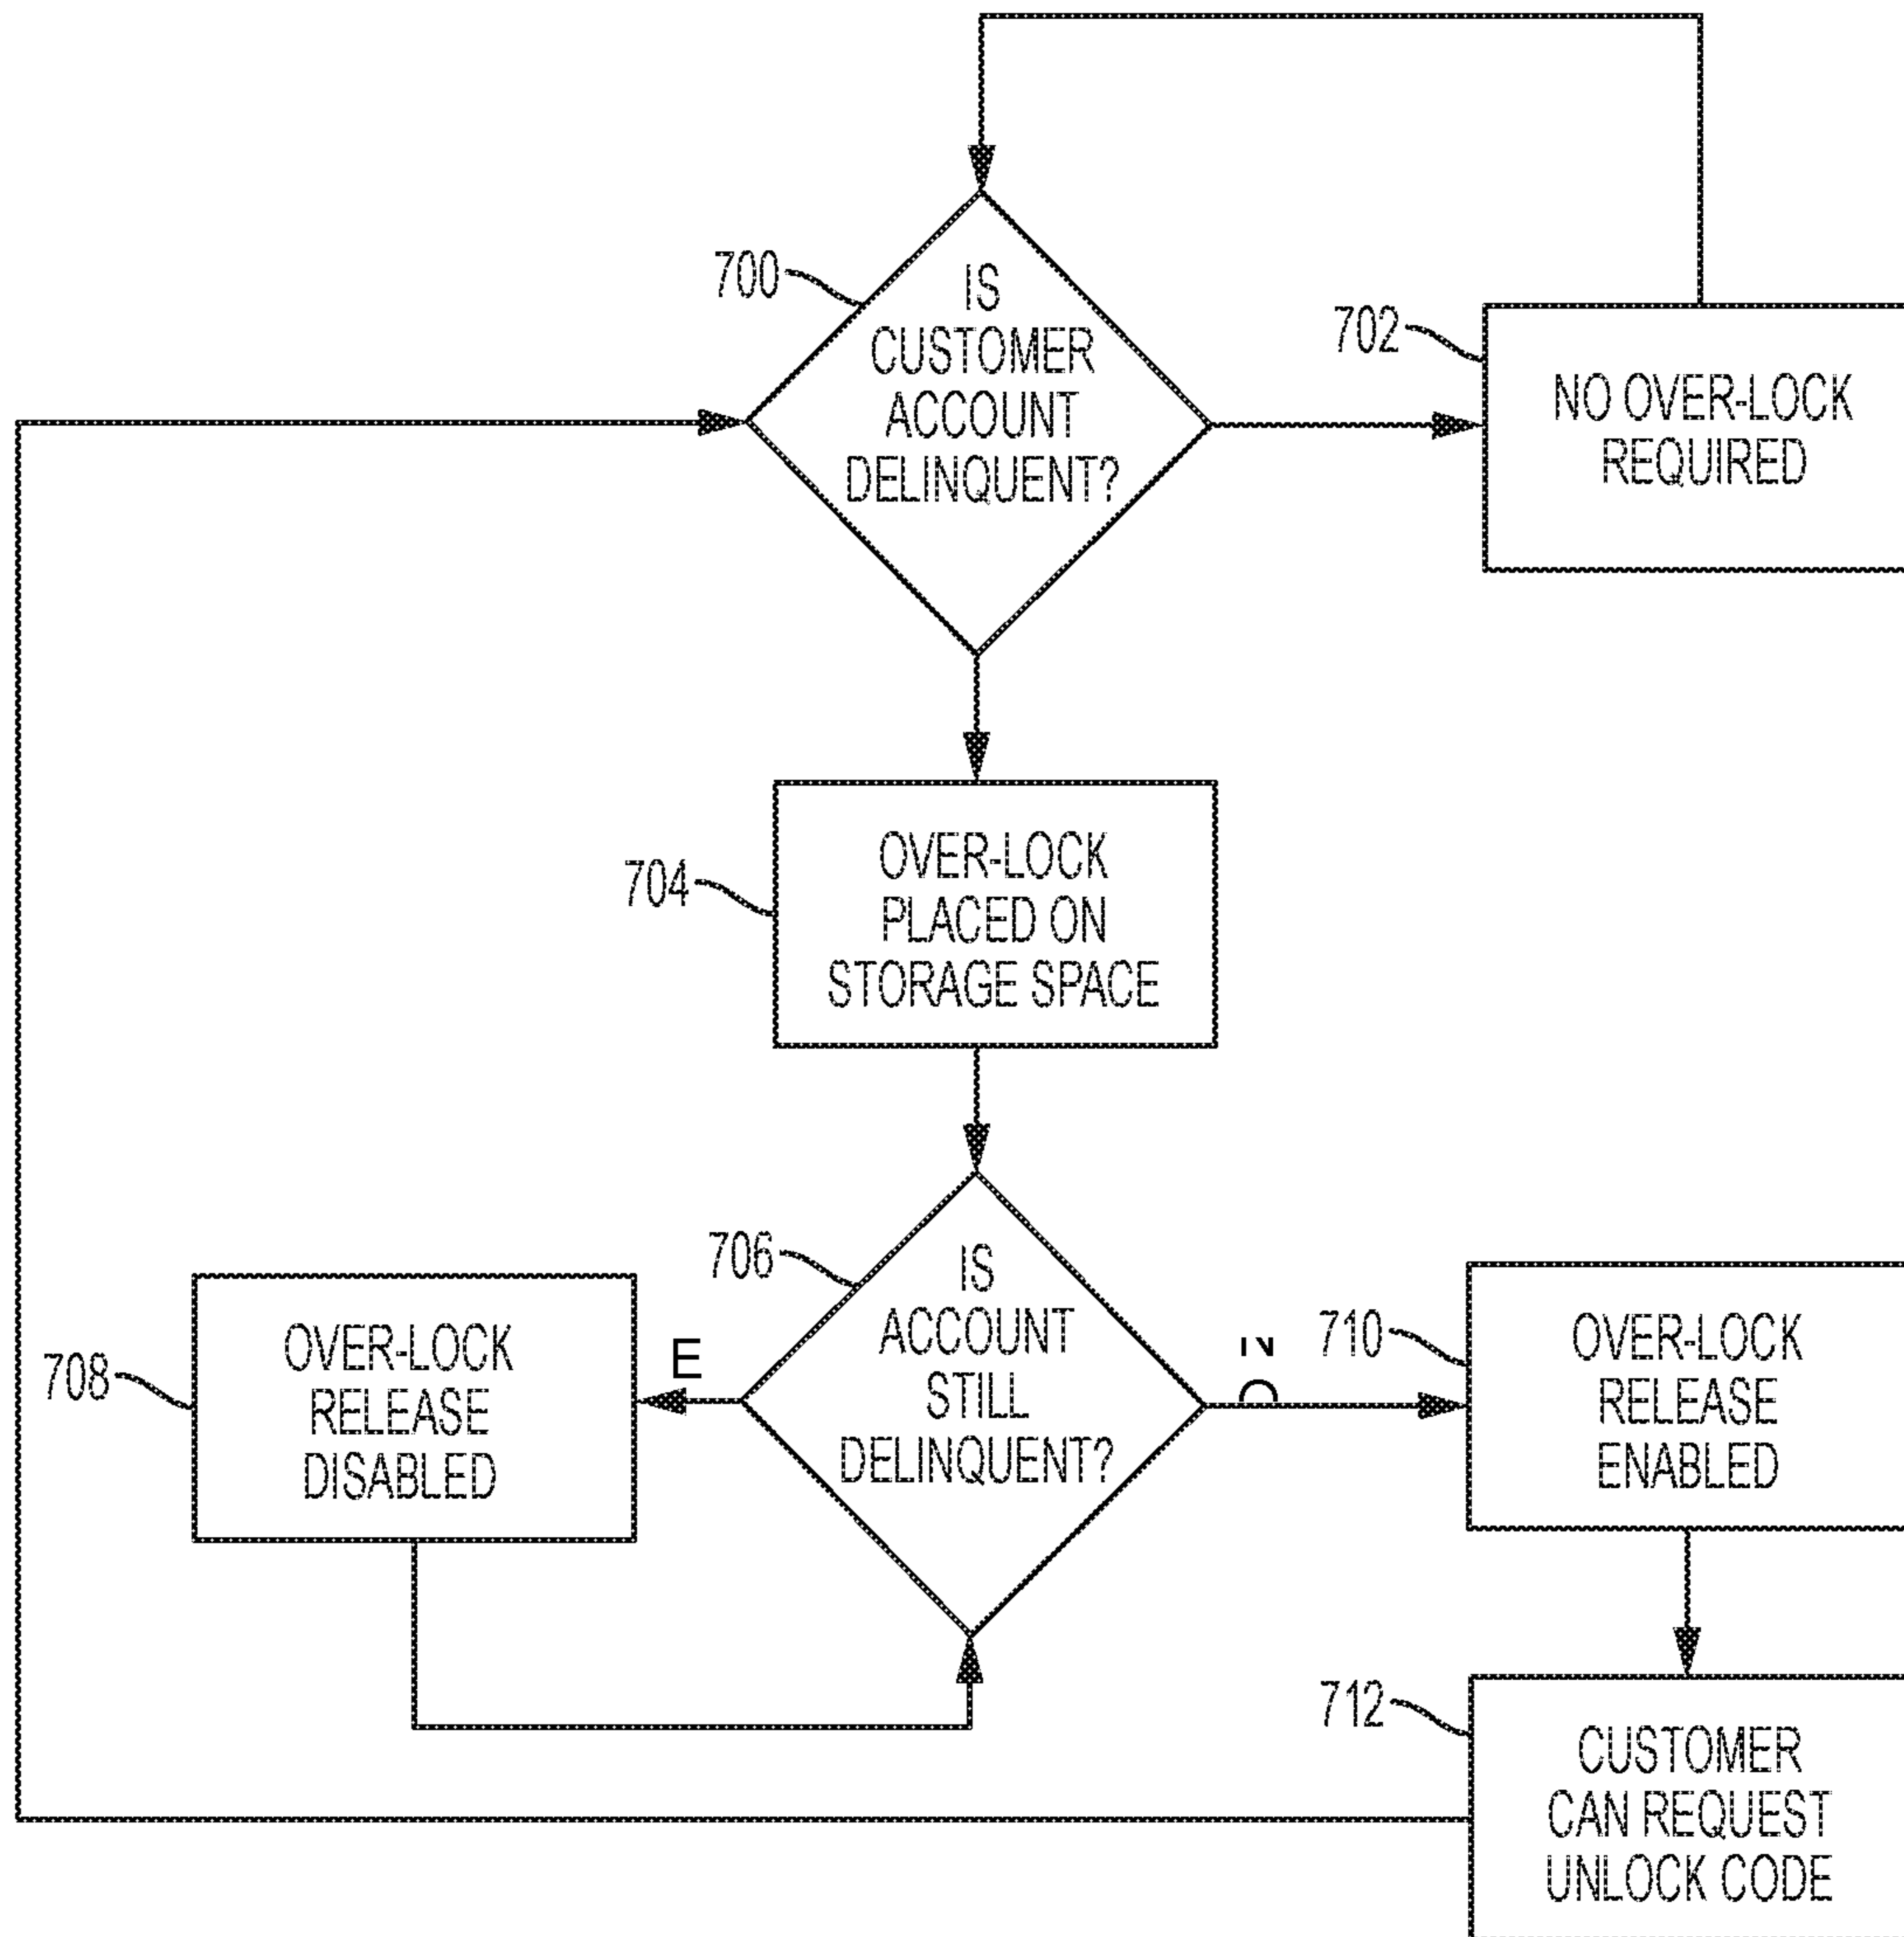 700
IS
CUSTOMER
ACCOUNT
DELINQUENT?
702
NO OVER-LOCK
REQUIRED
704
OVER-LOCK
PLACED ON
STORAGE SPACE
706
IS
ACCOUNT
STILL
DELINQUENT?
E
708
OVER-LOCK
RELEASE
DISABLED
710
OVER-LOCK
RELEASE
ENABLED
712
CUSTOMER
CAN REQUEST
UNLOCK CODE